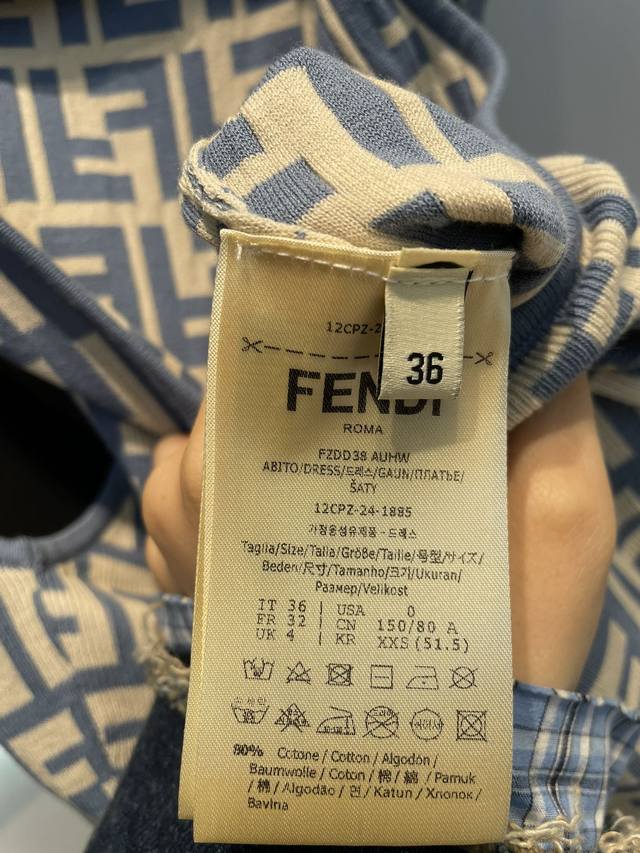 12CPZ-2
36
FENDI
ROMA
FZDD38 AUHW
ABITO/DRESS/드레스/GAUN/ПЛАТЬЕ/
ŠATY
12CPZ-24-1885
가정용섬유제품 - 드레스
Taglia/Size/Talla/Größe/Taille/号型/サイズ/
Beden/尺寸/Tamanho/크기/Ukuran/
Размер/Velikost
IT 36 | USA 0
FR 32 | CN 150/80 A
UK 4 | KR XXS (51.5)
80% Cotone / Cotton / Algodón /
Baumwolle / Coton / 棉 / 綿 / Pamuk
/ 棉 / Algodão / 면 / Katun / Хлопок /
Bavlna